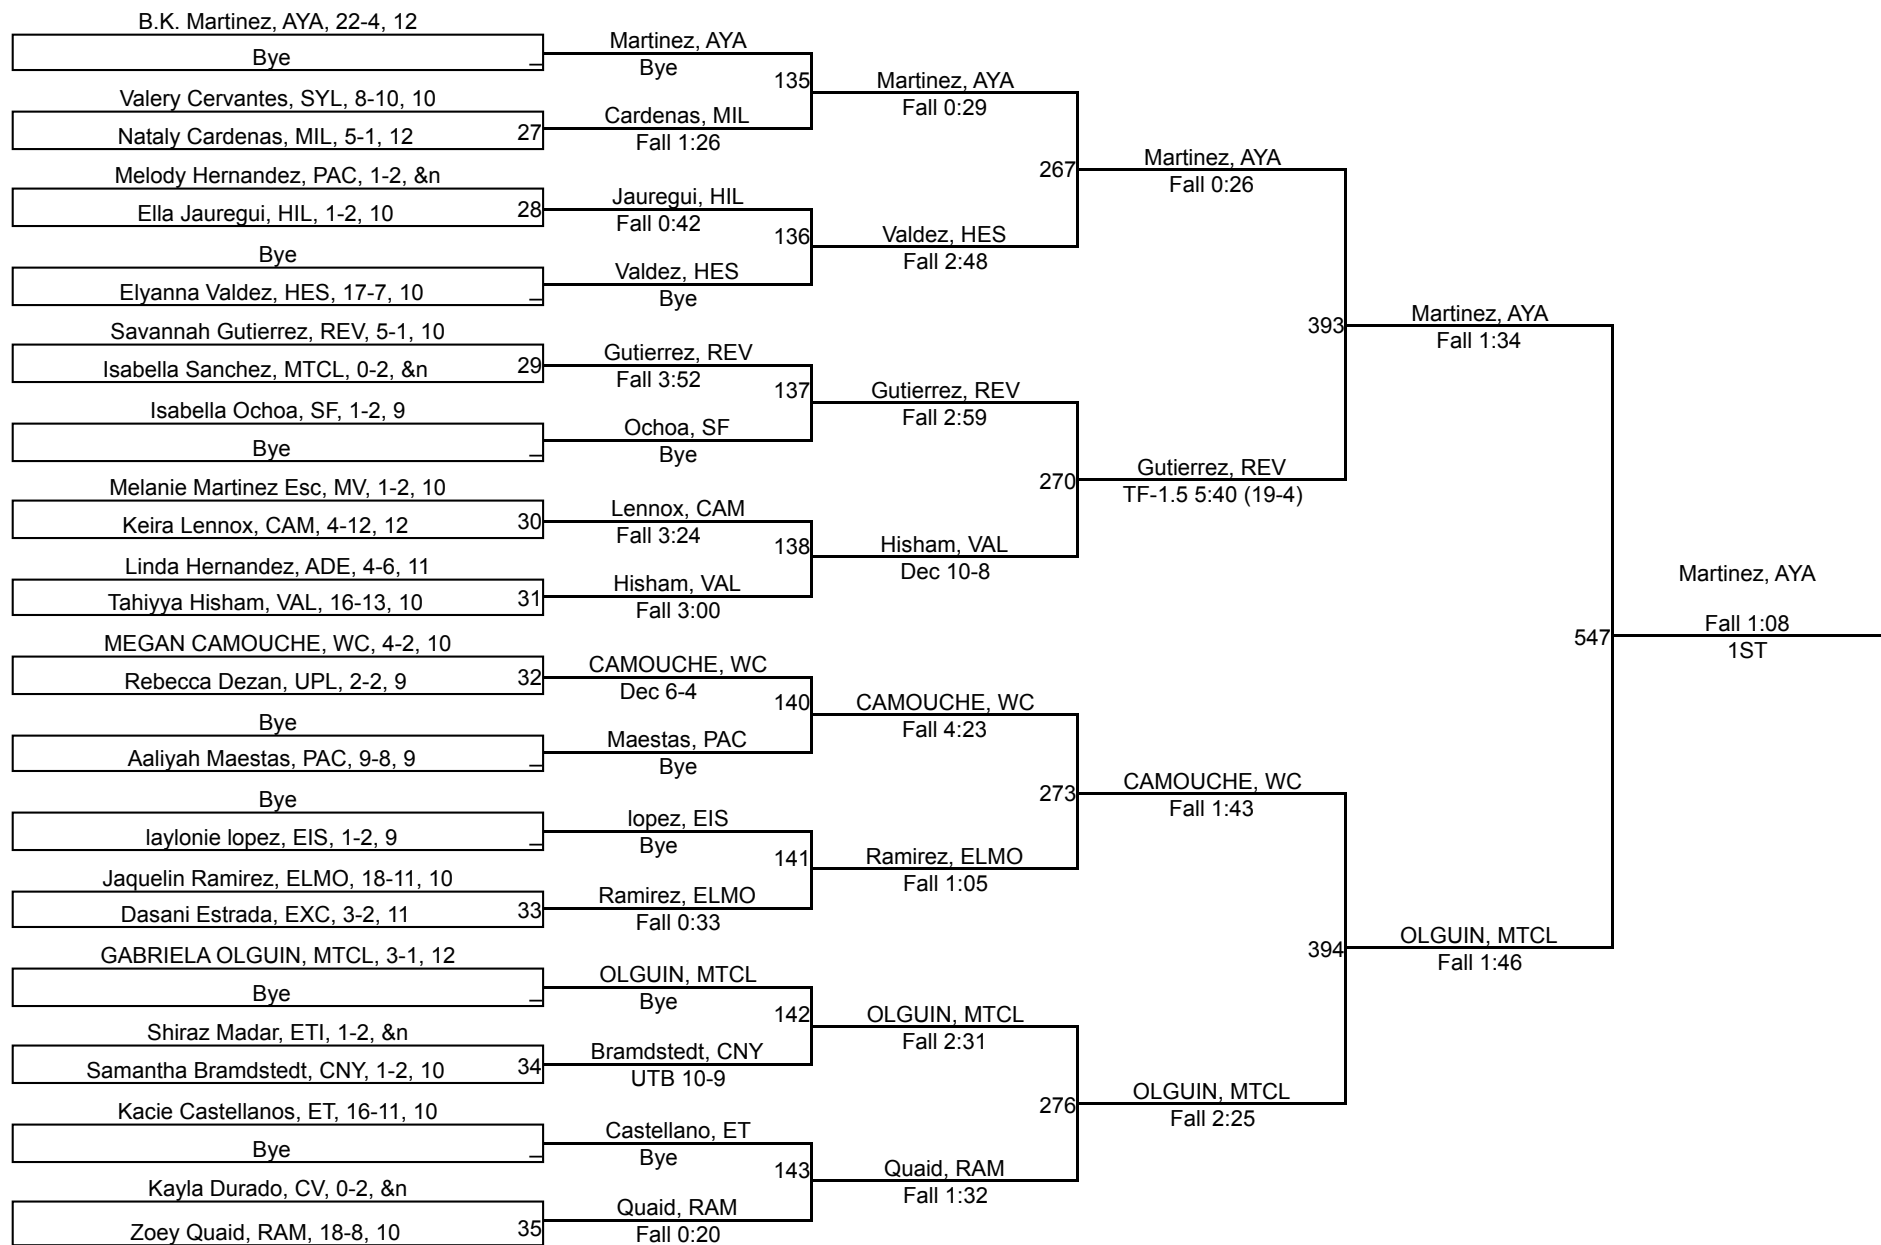 B.K. Martinez, AYA, 22-4, 12
Bye
Valery Cervantes, SYL, 8-10, 10
Nataly Cardenas, MIL, 5-1, 12
27
Melody Hernandez, PAC, 1-2, &n
Ella Jauregui, HIL, 1-2, 10
28
Bye
Elyanna Valdez, HES, 17-7, 10
Savannah Gutierrez, REV, 5-1, 10
Isabella Sanchez, MTCL, 0-2, &n
29
Isabella Ochoa, SF, 1-2, 9
Bye
Melanie Martinez Esc, MV, 1-2, 10
Keira Lennox, CAM, 4-12, 12
30
Linda Hernandez, ADE, 4-6, 11
Tahiyya Hisham, VAL, 16-13, 10
31
MEGAN CAMOUCHE, WC, 4-2, 10
Rebecca Dezan, UPL, 2-2, 9
32
Bye
Aaliyah Maestas, PAC, 9-8, 9
Bye
laylonie lopez, EIS, 1-2, 9
Jaquelin Ramirez, ELMO, 18-11, 10
Dasani Estrada, EXC, 3-2, 11
33
GABRIELA OLGUIN, MTCL, 3-1, 12
Bye
Shiraz Madar, ETI, 1-2, &n
Samantha Bramdstedt, CNY, 1-2, 10
34
Kacie Castellanos, ET, 16-11, 10
Bye
Kayla Durado, CV, 0-2, &n
Zoey Quaid, RAM, 18-8, 10
35
Martinez, AYA
Bye
135
Cardenas, MIL
Fall 1:26
Jauregui, HIL
Fall 0:42
136
Valdez, HES
Bye
Gutierrez, REV
Fall 3:52
137
Ochoa, SF
Bye
Lennox, CAM
Fall 3:24
138
Hisham, VAL
Fall 3:00
CAMOUCHE, WC
Dec 6-4
140
Maestas, PAC
Bye
lopez, EIS
Bye
141
Ramirez, ELMO
Fall 0:33
OLGUIN, MTCL
Bye
142
Bramdstedt, CNY
UTB 10-9
Castellano, ET
Bye
143
Quaid, RAM
Fall 0:20
Martinez, AYA
Fall 0:29
267
Valdez, HES
Fall 2:48
Gutierrez, REV
Fall 2:59
270
Hisham, VAL
Dec 10-8
CAMOUCHE, WC
Fall 4:23
273
Ramirez, ELMO
Fall 1:05
OLGUIN, MTCL
Fall 2:31
276
Quaid, RAM
Fall 1:32
Martinez, AYA
Fall 0:26
393
Gutierrez, REV
TF-1.5 5:40 (19-4)
CAMOUCHE, WC
Fall 1:43
394
OLGUIN, MTCL
Fall 2:25
Martinez, AYA
Fall 1:34
547
OLGUIN, MTCL
Fall 1:46
Martinez, AYA
Fall 1:08
1ST